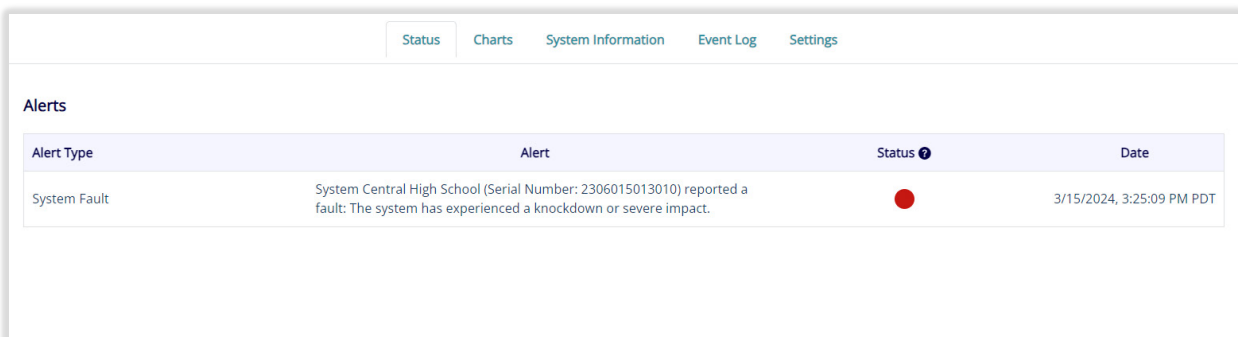 Status Charts System Information Event Log Settings
Alerts
Alert Type Alert Status ? Date
System Fault System Central High School (Serial Number: 2306015013010) reported a
fault: The system has experienced a knockdown or severe impact. 3/15/2024, 3:25:09 PM PDT